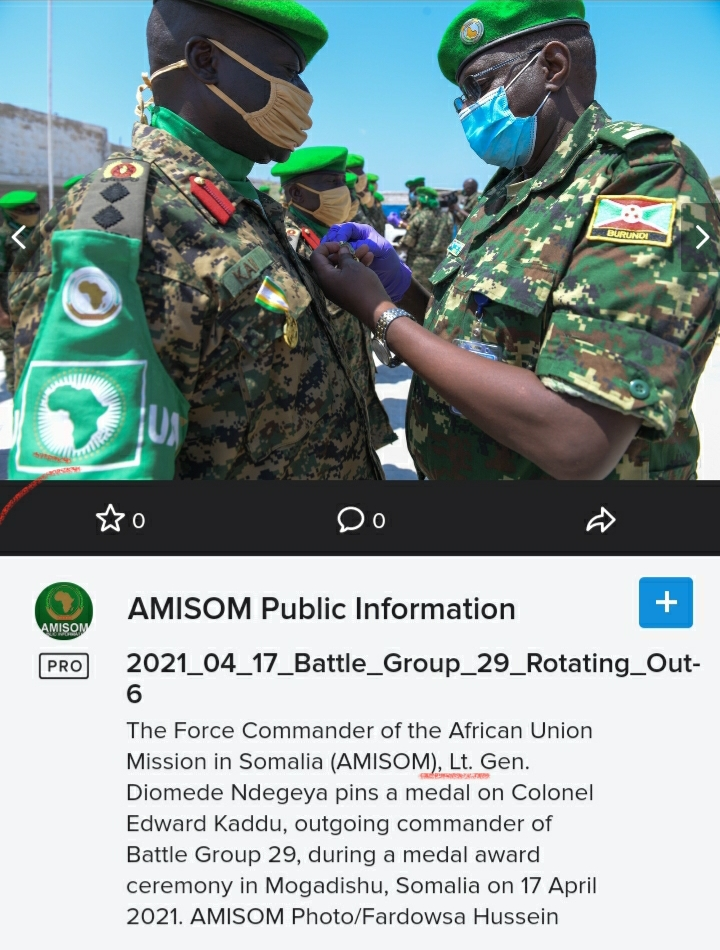 KA
BURUNDI
0
0
AMISOM Public Information
AMISOM
PRO
2021_04_17_Battle_Group_29_Rotating_Out-
6
The Force Commander of the African Union
Mission in Somalia (AMISOM), Lt. Gen.
Diomede Ndegeya pins a medal on Colonel
Edward Kaddu, outgoing commander of
Battle Group 29, during a medal award
ceremony in Mogadishu, Somalia on 17 April
2021. AMISOM Photo/Fardowsa Hussein